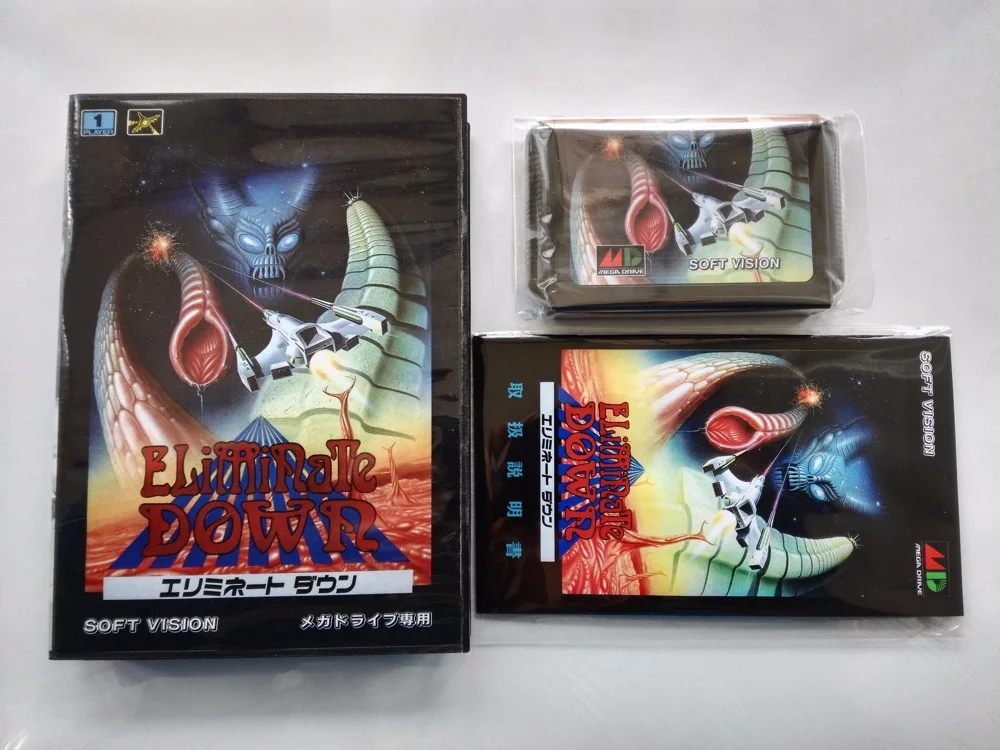 1
PLAYER
ELiMiNaTe
DOWN
エリミネート ダウン
SOFT VISION
メガドライブ専用
MD
MEGA DRIVE
SOFT VISION
SOFT VISION
取扱説明書
エリミネート ダウン
ELiMiNaTe
DOWN
MD
MEGA DRIVE